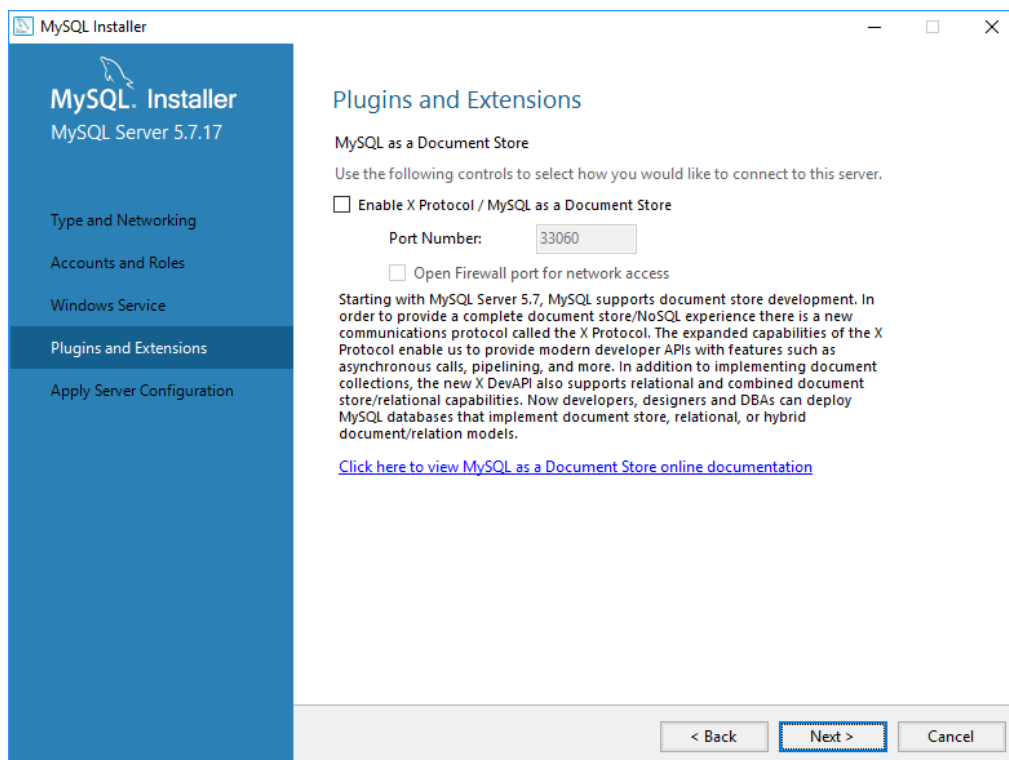 MySQL Installer
MySQL. Installer
MySQL Server 5.7.17
Type and Networking
Accounts and Roles
Windows Service
Plugins and Extensions
Apply Server Configuration
Plugins and Extensions
MySQL as a Document Store
Use the following controls to select how you would like to connect to this server.
Enable X Protocol / MySQL as a Document Store
Port Number: 33060
Open Firewall port for network access
Starting with MySQL Server 5.7, MySQL supports document store development. In
order to provide a complete document store/NoSQL experience there is a new
communications protocol called the X Protocol. The expanded capabilities of the X
Protocol enable us to provide modern developer APIs with features such as
asynchronous calls, pipelining, and more. In addition to implementing document
collections, the new X DevAPI also supports relational and combined document
store/relational capabilities. Now developers, designers and DBAs can deploy
MySQL databases that implement document store, relational, or hybrid
document/relation models.
Click here to view MySQL as a Document Store online documentation
< Back
Next >
Cancel